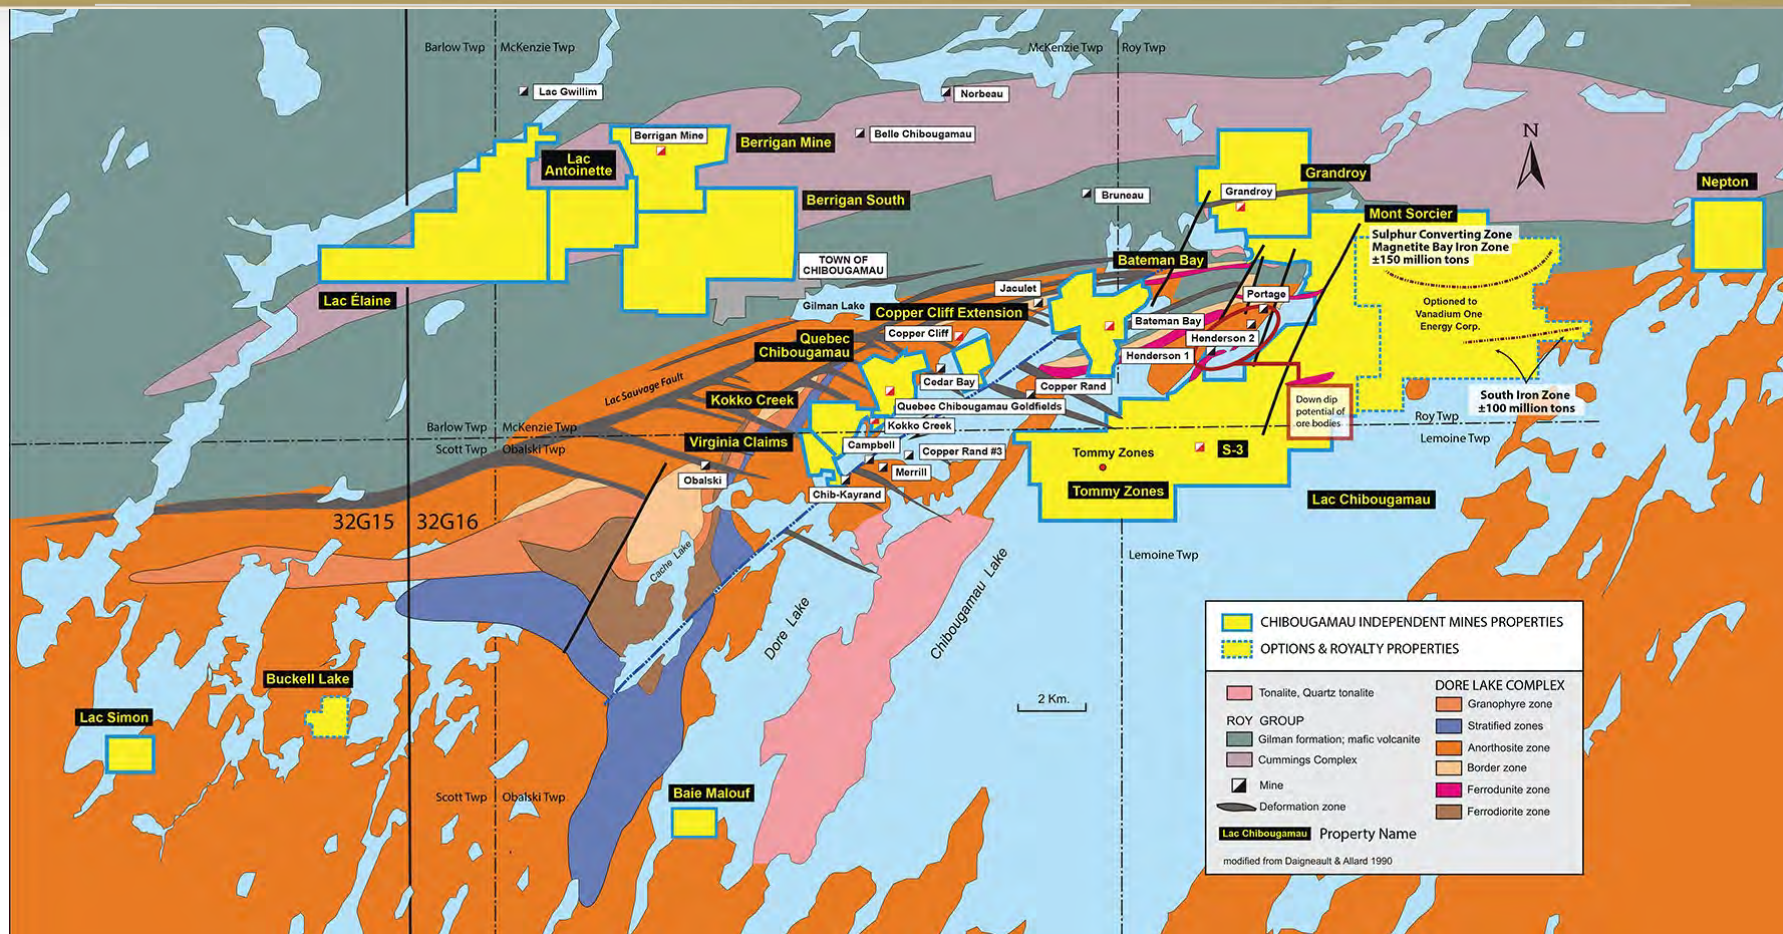 Barlow Twp
McKenzie Twp
McKenzie Twp
Roy Twp
Lac Gwillim
Norbeau
Berrigan Mine
Belle Chibougamau
Berrigan Mine
N
Lac
Antoinette
Grandroy
Nepton
Grandroy
Bruneau
Berrigan South
Mont Sorcier
Sulphur Converting Zone
Magnetite Bay Iron Zone
±150 million tons
TOWN OF
CHIBOUGAMAU
Bateman Bay
Lac Élaine
Jaculet
Portage
Gilman Lake
Copper Cliff Extension
Optioned to
Vanadium One
Energy Corp.
Bateman Bay
Copper Cliff
Henderson 2
Quebec
Chibougamau
Henderson 1
Cedar Bay
Copper Rand
Lac Sauvage Fault
Kokko Creek
Quebec Chibougamau Goldfields
Down dip
potential of
ore bodies
South Iron Zone
±100 million tons
Roy Twp
Lemoine Twp
Barlow Twp
McKenzie Twp
Kokko Creek
Scott Twp
Obalski Twp
Virginia Claims
Campbell
Copper Rand #3
Tommy Zones
S-3
Merrill
Obalski
Chib-Kayrand
Tommy Zones
Lac Chibougamau
32G15
32G16
Lemoine Twp
Cache Lake
Dore Lake
Chibougamau Lake
Buckell Lake
Lac Simon
2 Km.
Scott Twp
Obalski Twp
Baie Malouf
CHIBOUGAMAU INDEPENDENT MINES PROPERTIES
OPTIONS & ROYALTY PROPERTIES
Tonalite, Quartz tonalite
ROY GROUP
Gilman formation; mafic volcanite
Cummings Complex
Mine
Deformation zone
Lac Chibougamau
Property Name
modified from Daigneault & Allard 1990
DORE LAKE COMPLEX
Granophyre zone
Stratified zones
Anorthosite zone
Border zone
Ferrodunite zone
Ferrodiorite zone